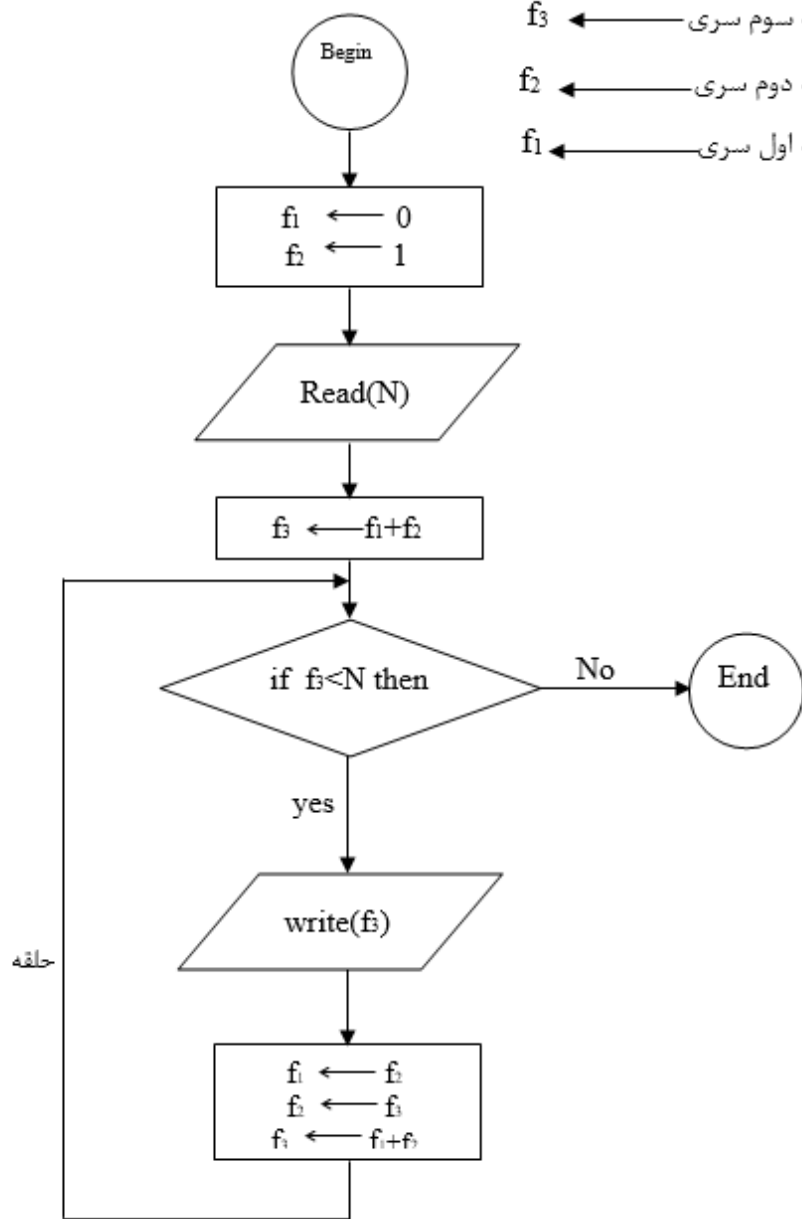 f3 ← سوم سری
Begin
f2 ← دوم سری
f1 ← اول سری
f1 ← 0
f2 ← 1
Read(N)
f3 ← f1+f2
if f3<N then
No
End
yes
write(f3)
حلقه
f1 ← f2
f2 ← f3
f3 ← f1+f2